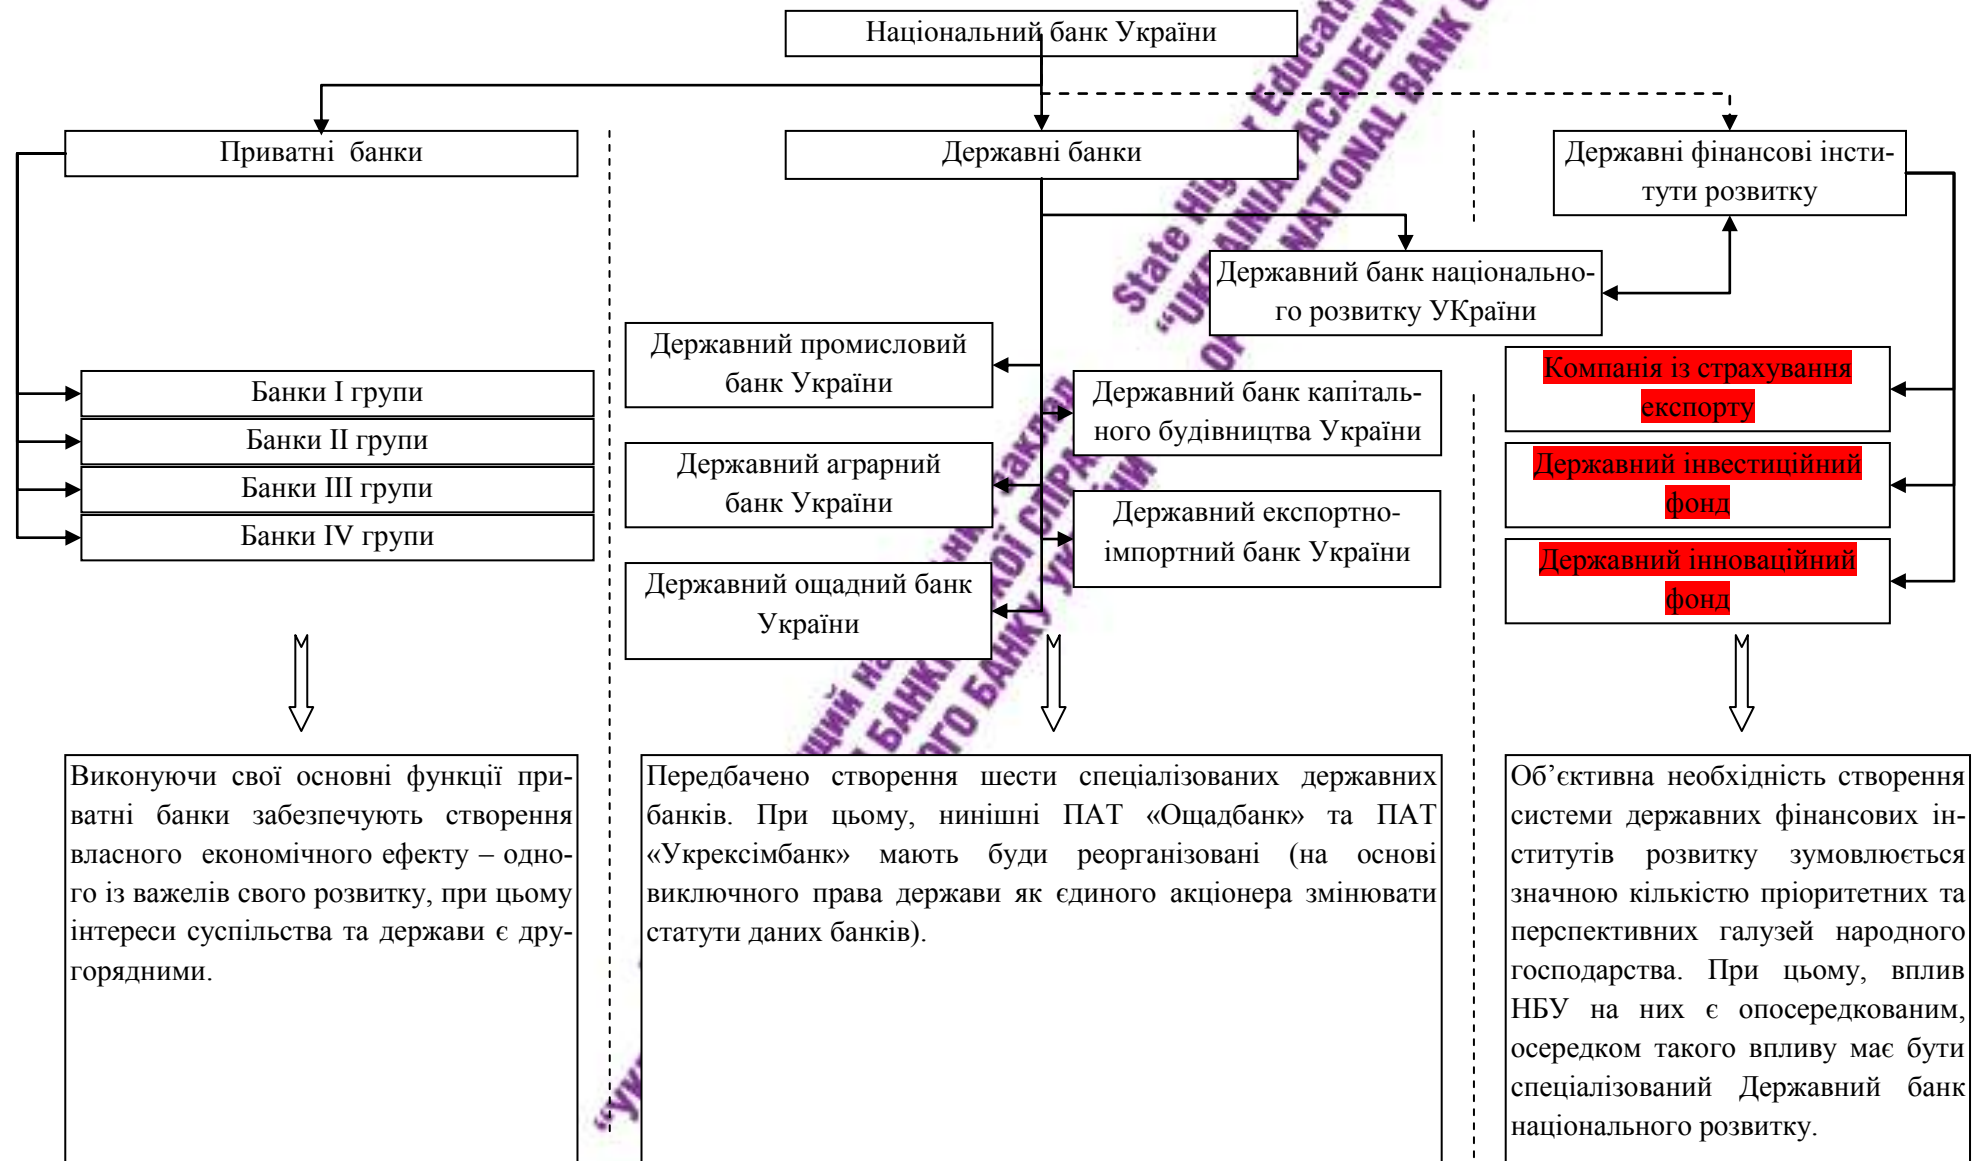 Національний банк України
Приватні банки
Державні банки
Державні фінансові інсти-
тути розвитку
Державний банк національно-
го розвитку УКраїни
Державний промисловий
банк України
Банки І групи
Банки ІІ групи
Банки ІІІ групи
Банки IV групи
Державний банк капіталь-
ного будівництва України
Державний аграрний
банк України
Державний експортно-
імпортний банк України
Державний ощадний банк
України
Компанія із страхування
експорту
Державний інвестиційний
фонд
Державний інноваційний
фонд
Виконуючи свої основні функції при-
ватні банки забезпечують створення
власного економічного ефекту – одно-
го із важелів свого розвитку, при цьому
інтереси суспільства та держави є дру-
горядними.
Передбачено створення шести спеціалізованих державних
банків. При цьому, нинішні ПАТ «Ощадбанк» та ПАТ
«Укрексімбанк» мають буди реорганізовані (на основі
виключного права держави як єдиного акціонера змінювати
статути даних банків).
Об’єктивна необхідність створення
системи державних фінансових ін-
ститутів розвитку зумовлюється
значною кількістю пріоритетних та
перспективних галузей народного
господарства. При цьому, вплив
НБУ на них є опосередкованим,
осередком такого впливу має бути
спеціалізований Державний банк
національного розвитку.
State Higher
ACADEMY
NATIONAL BANK